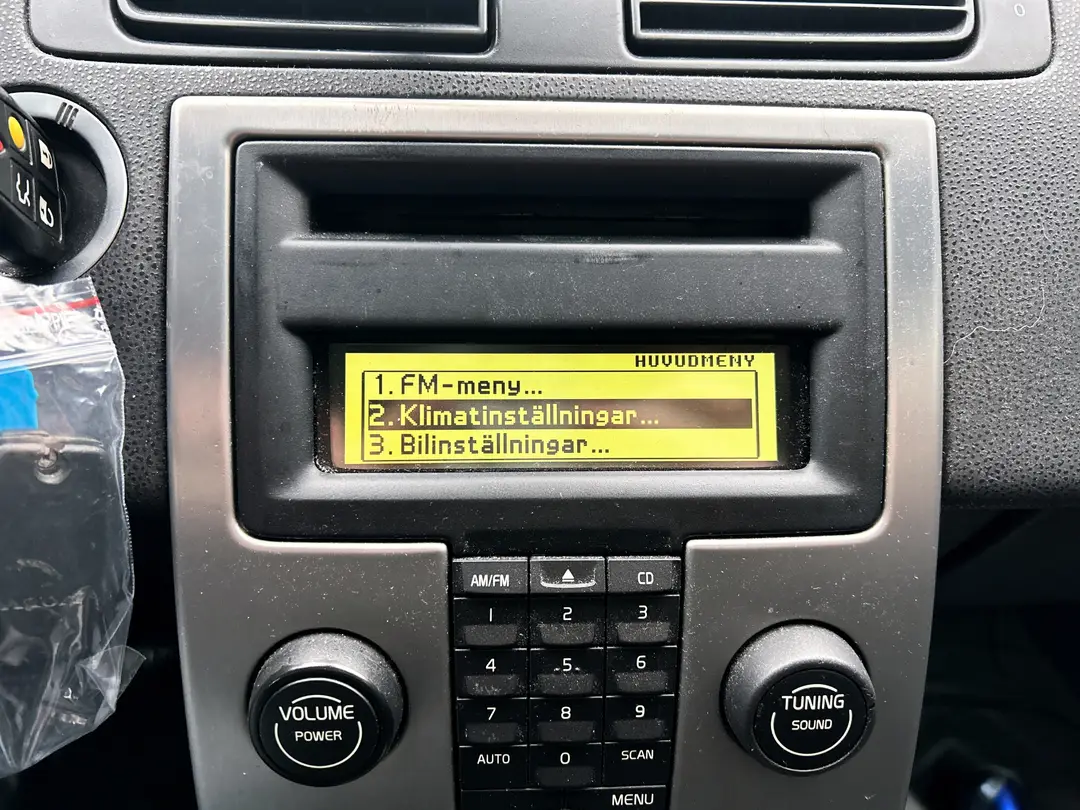 0
HUVUDMENY
1. FM-meny...
2. Klimatinställningar...
3. Bilinställningar...
AM/FM
CD
1 2 3
4 5 6
7 8 9
AUTO 0 SCAN
MENU
VOLUME
POWER
TUNING
SOUND